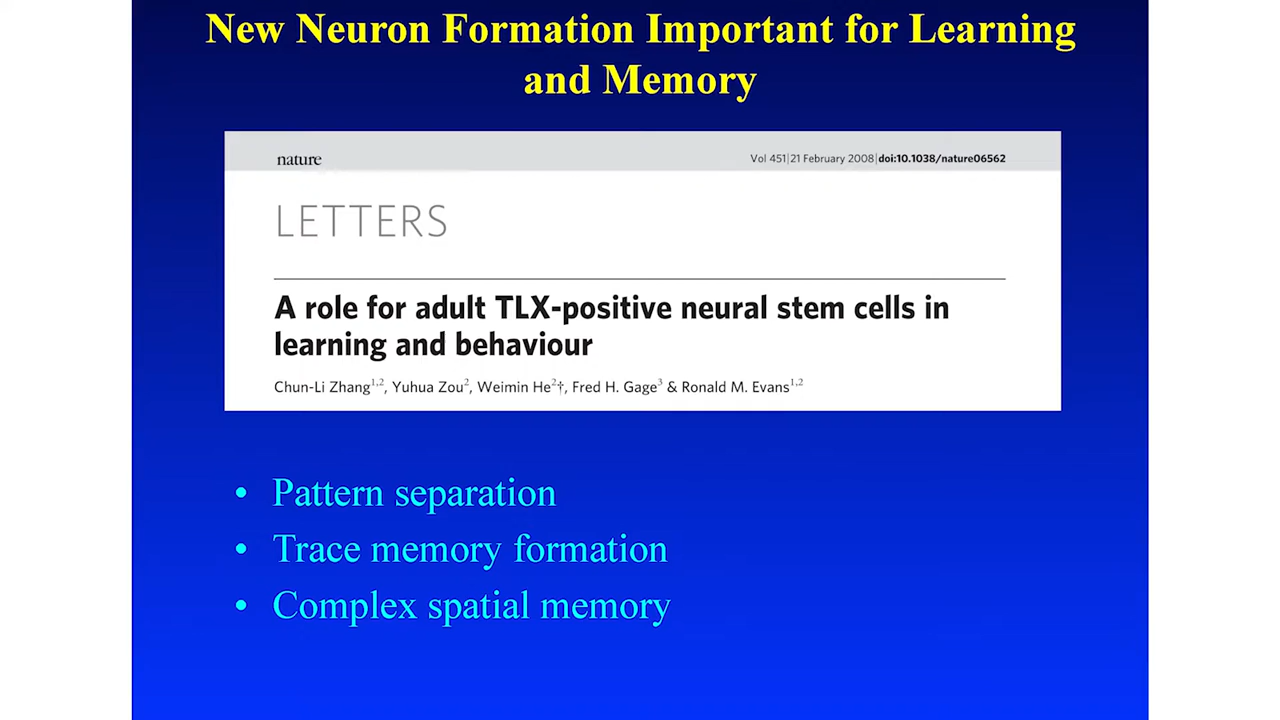 New Neuron Formation Important for Learning
and Memory
nature
Vol 451|21 February 2008|doi:10.1038/nature06562
LETTERS
A role for adult TLX-positive neural stem cells in
learning and behaviour
Chun-Li Zhang1,2, Yuhua Zou2, Weimin He2†, Fred H. Gage3 & Ronald M. Evans1,2
• Pattern separation
• Trace memory formation
• Complex spatial memory